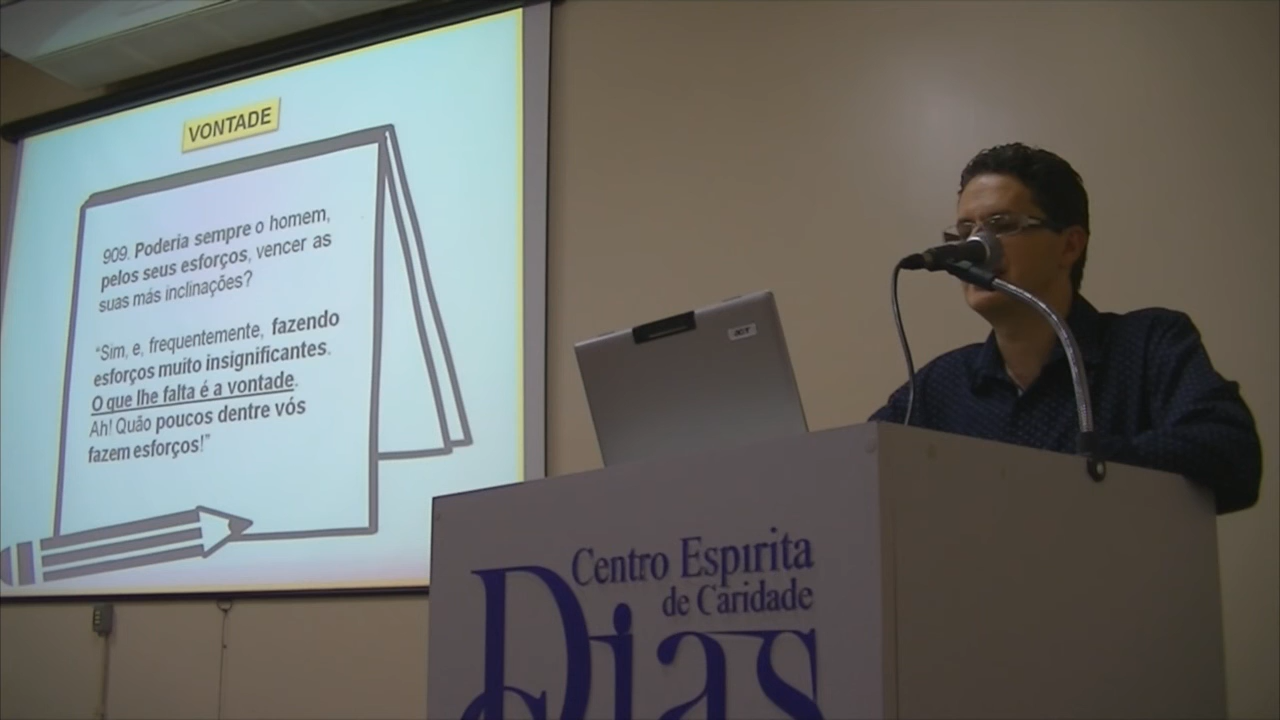 VONTADE
909. Poderia sempre o homem,
pelos seus esforços, vencer as
suas más inclinações?
“Sim, e, frequentemente, fazendo
esforços muito insignificantes.
O que lhe falta é a vontade.
Ah! Quão poucos dentre vós
fazem esforços!”
acer
Centro Espírita
de Caridade
Dias